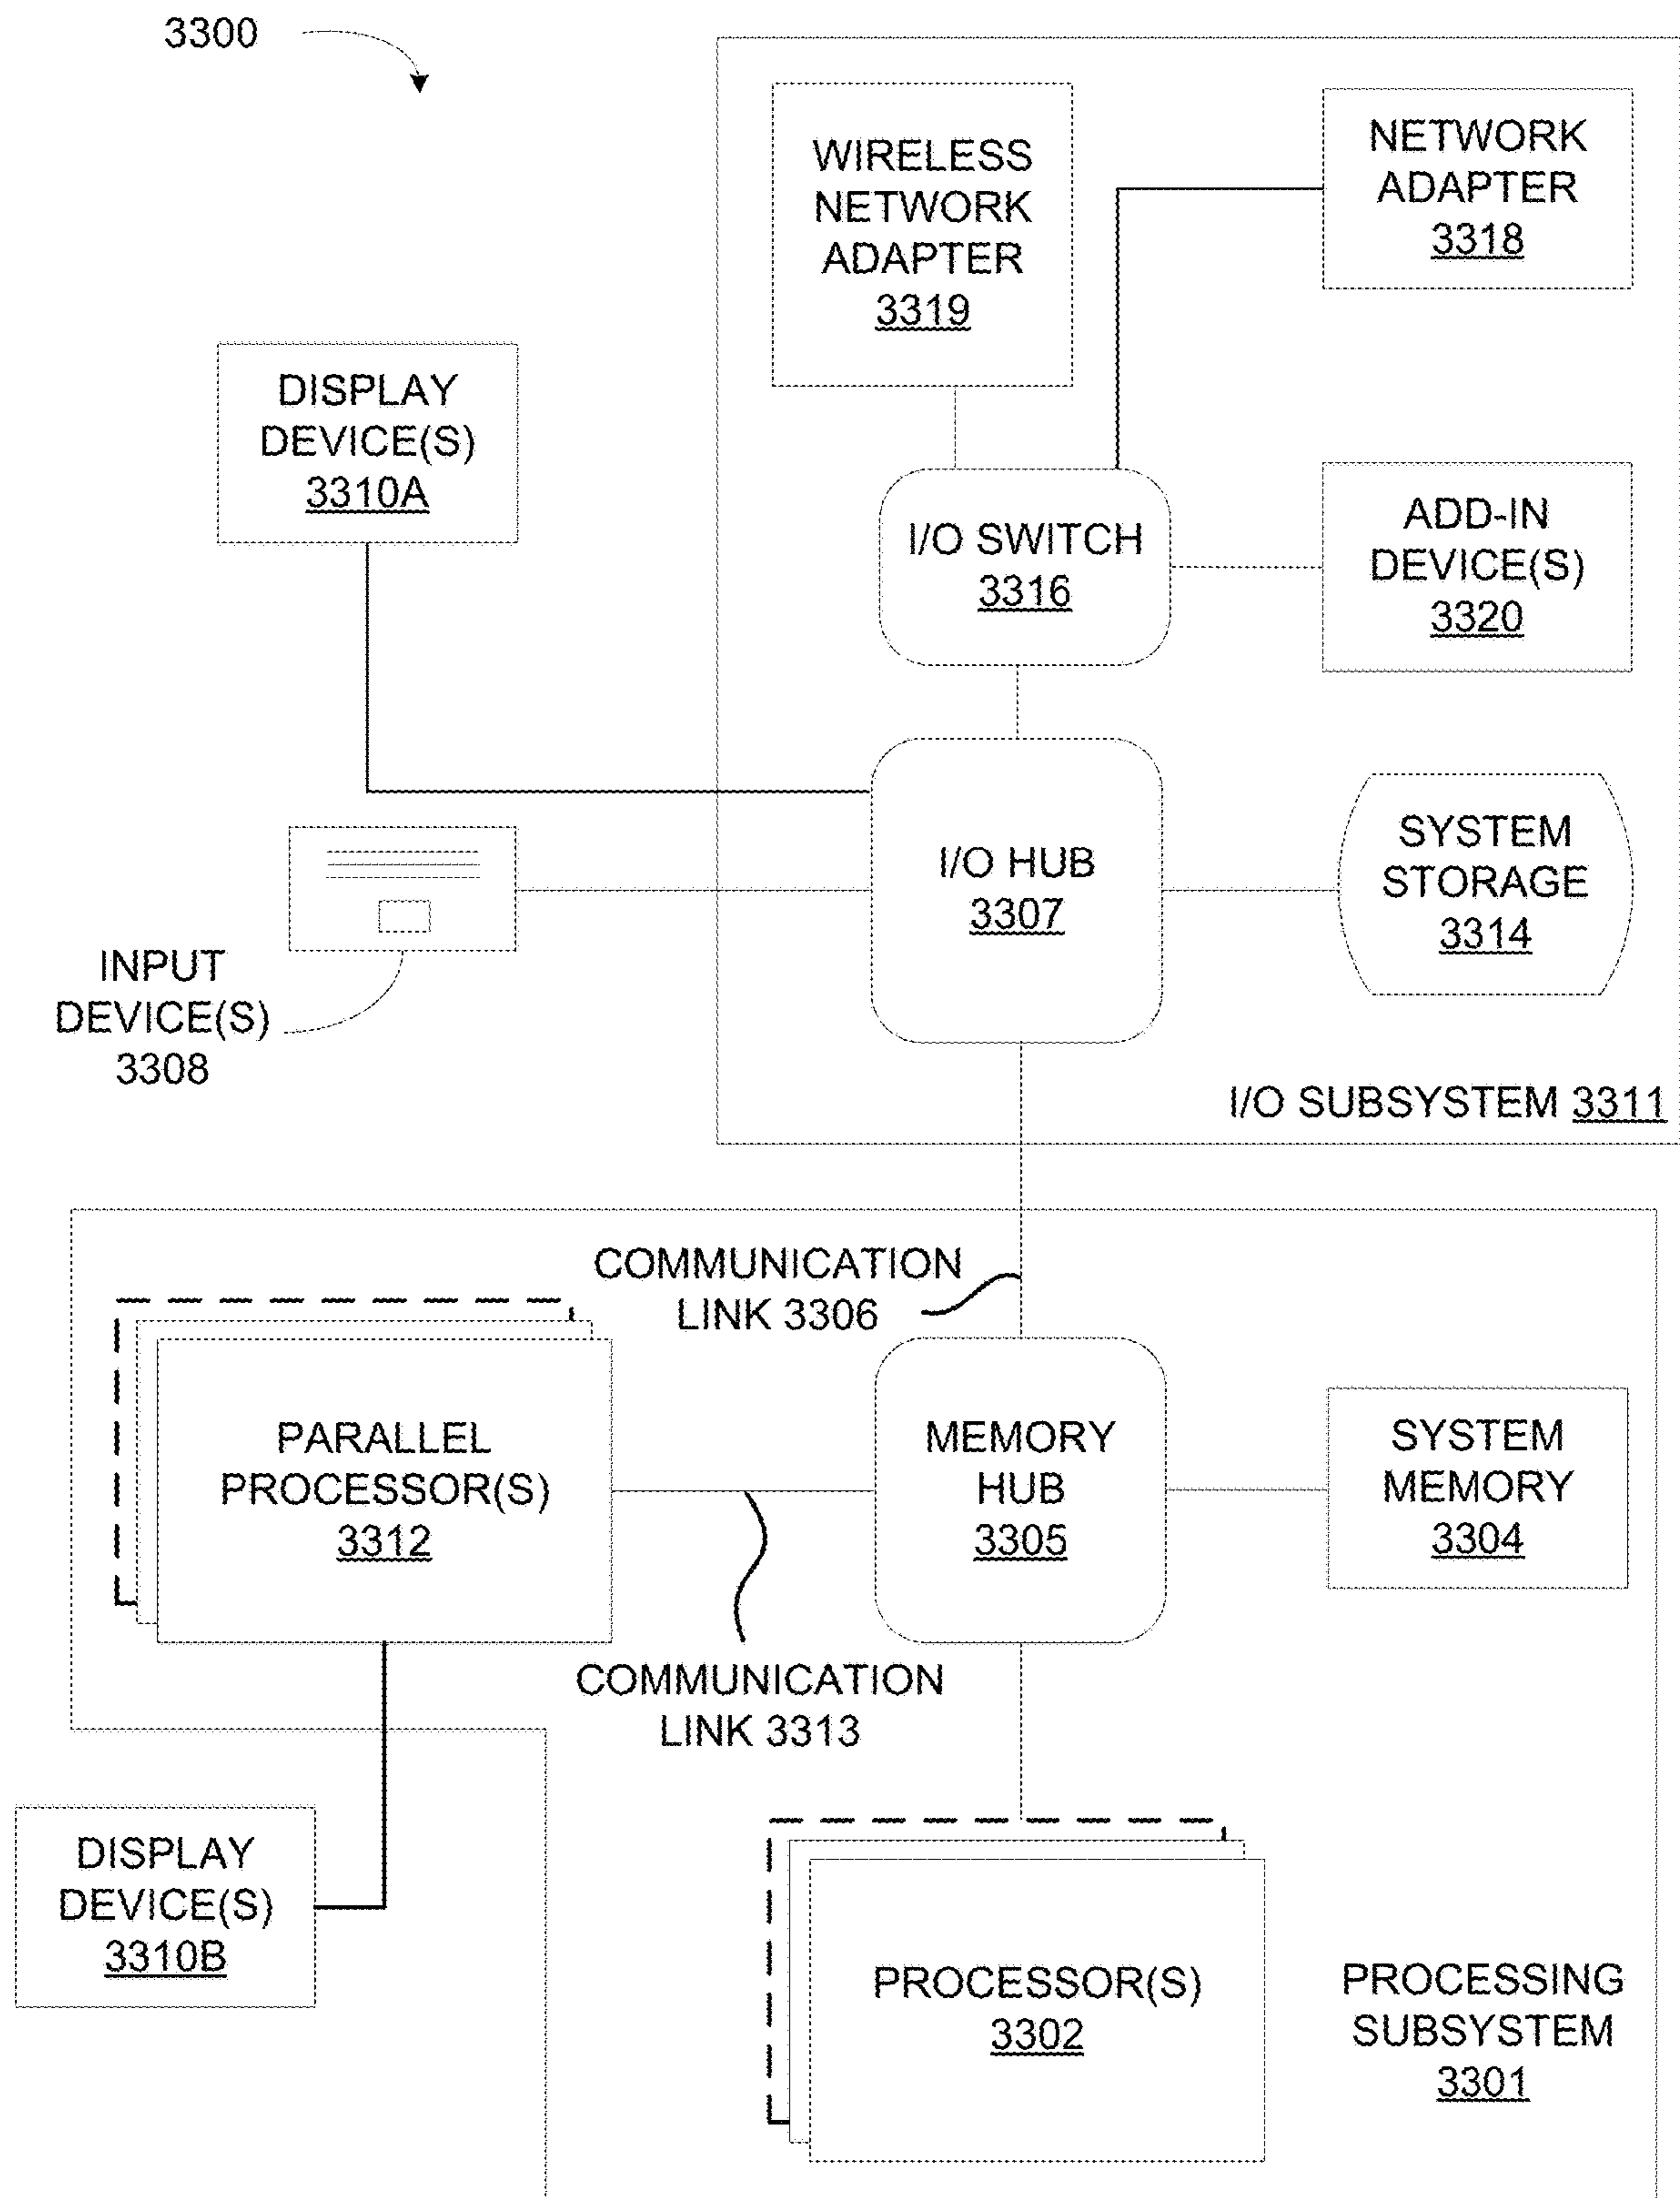 3300
WIRELESS
NETWORK
ADAPTER
3319
NETWORK
ADAPTER
3318
DISPLAY
DEVICE(S)
3310A
I/O SWITCH
3316
ADD-IN
DEVICE(S)
3320
I/O HUB
3307
SYSTEM
STORAGE
3314
INPUT
DEVICE(S)
3308
I/O SUBSYSTEM 3311
COMMUNICATION
LINK 3306
PARALLEL
PROCESSOR(S)
3312
MEMORY
HUB
3305
SYSTEM
MEMORY
3304
COMMUNICATION
LINK 3313
DISPLAY
DEVICE(S)
3310B
PROCESSOR(S)
3302
PROCESSING
SUBSYSTEM
3301